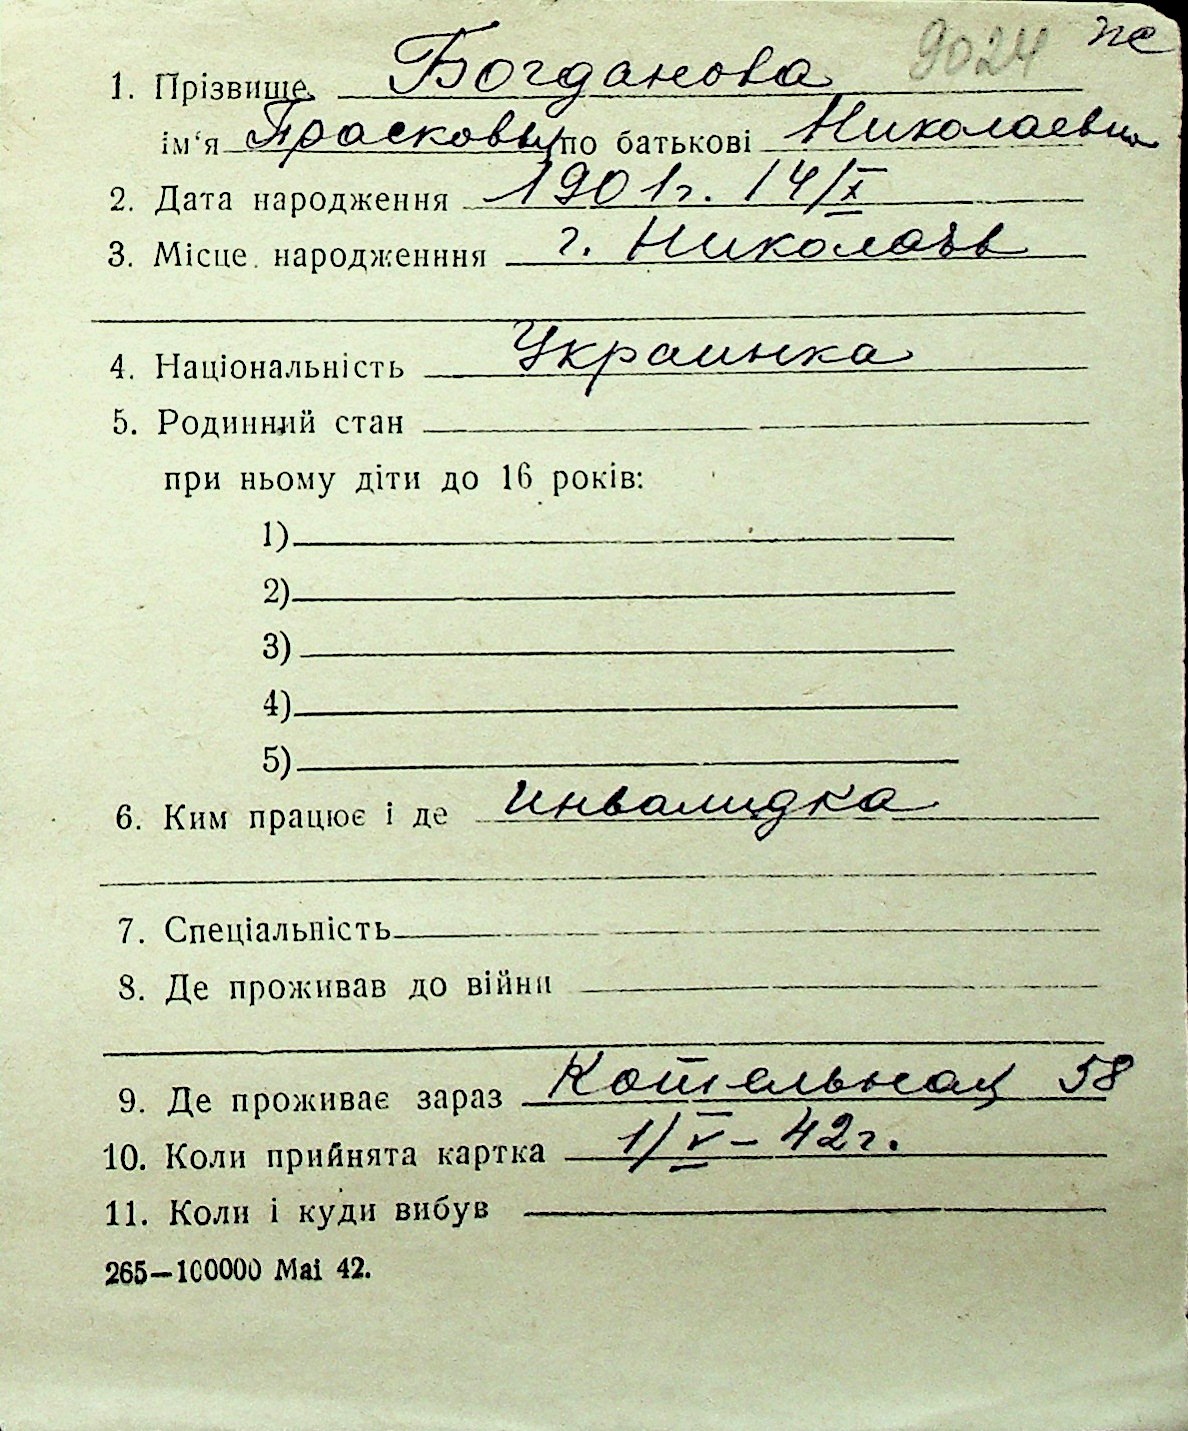 9024 пс
1. Прізвище Богданова
ім‘я Прасковья по батькові Николаевна
2. Дата народження 1901г. 14/X
3. Місце народженння г. Николаев
4. Національність Украинка
5. Родинний стан
при ньому діти до 16 років:
1)
2)
3)
4)
5)
6. Ким працює і де инвалидка
7. Спеціальність
8. Де проживав до війни
9. Де проживає зараз Котельная 58
10. Коли прийнята картка 1/V – 42г.
11. Коли і куди вибув
265—100000 Mai 42.